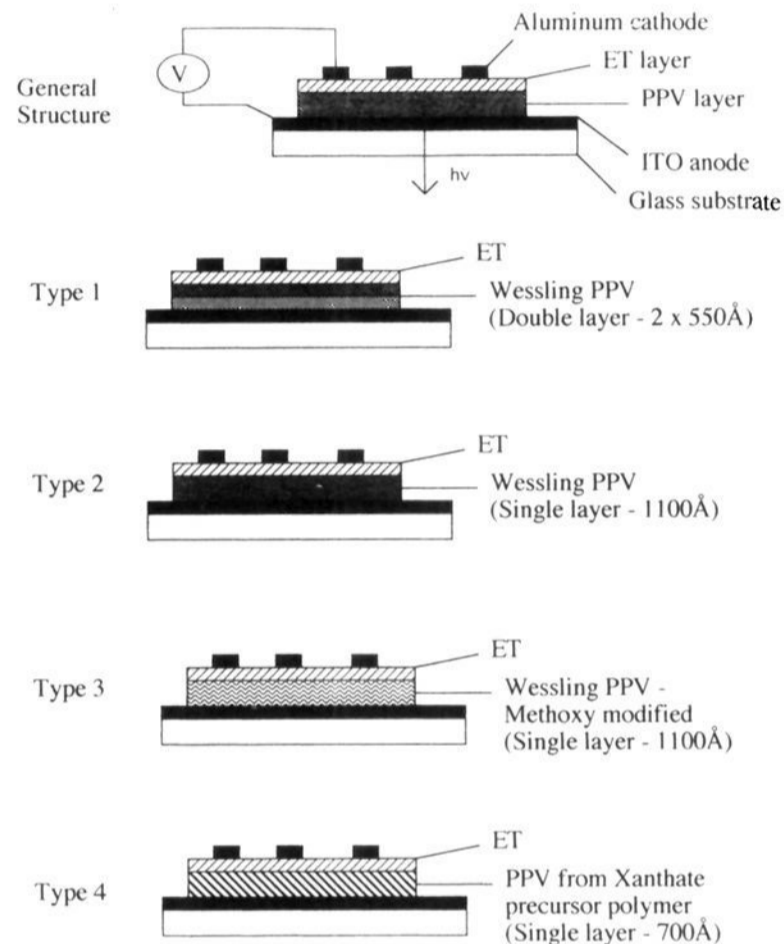 General
Structure
V
Aluminum cathode
ET layer
PPV layer
ITO anode
Glass substrate
hν
Type 1
ET
Wessling PPV
(Double layer - 2 x 550Å)
Type 2
ET
Wessling PPV
(Single layer - 1100Å)
Type 3
ET
Wessling PPV -
Methoxy modified
(Single layer - 1100Å)
Type 4
ET
PPV from Xanthate
precursor polymer
(Single layer - 700Å)